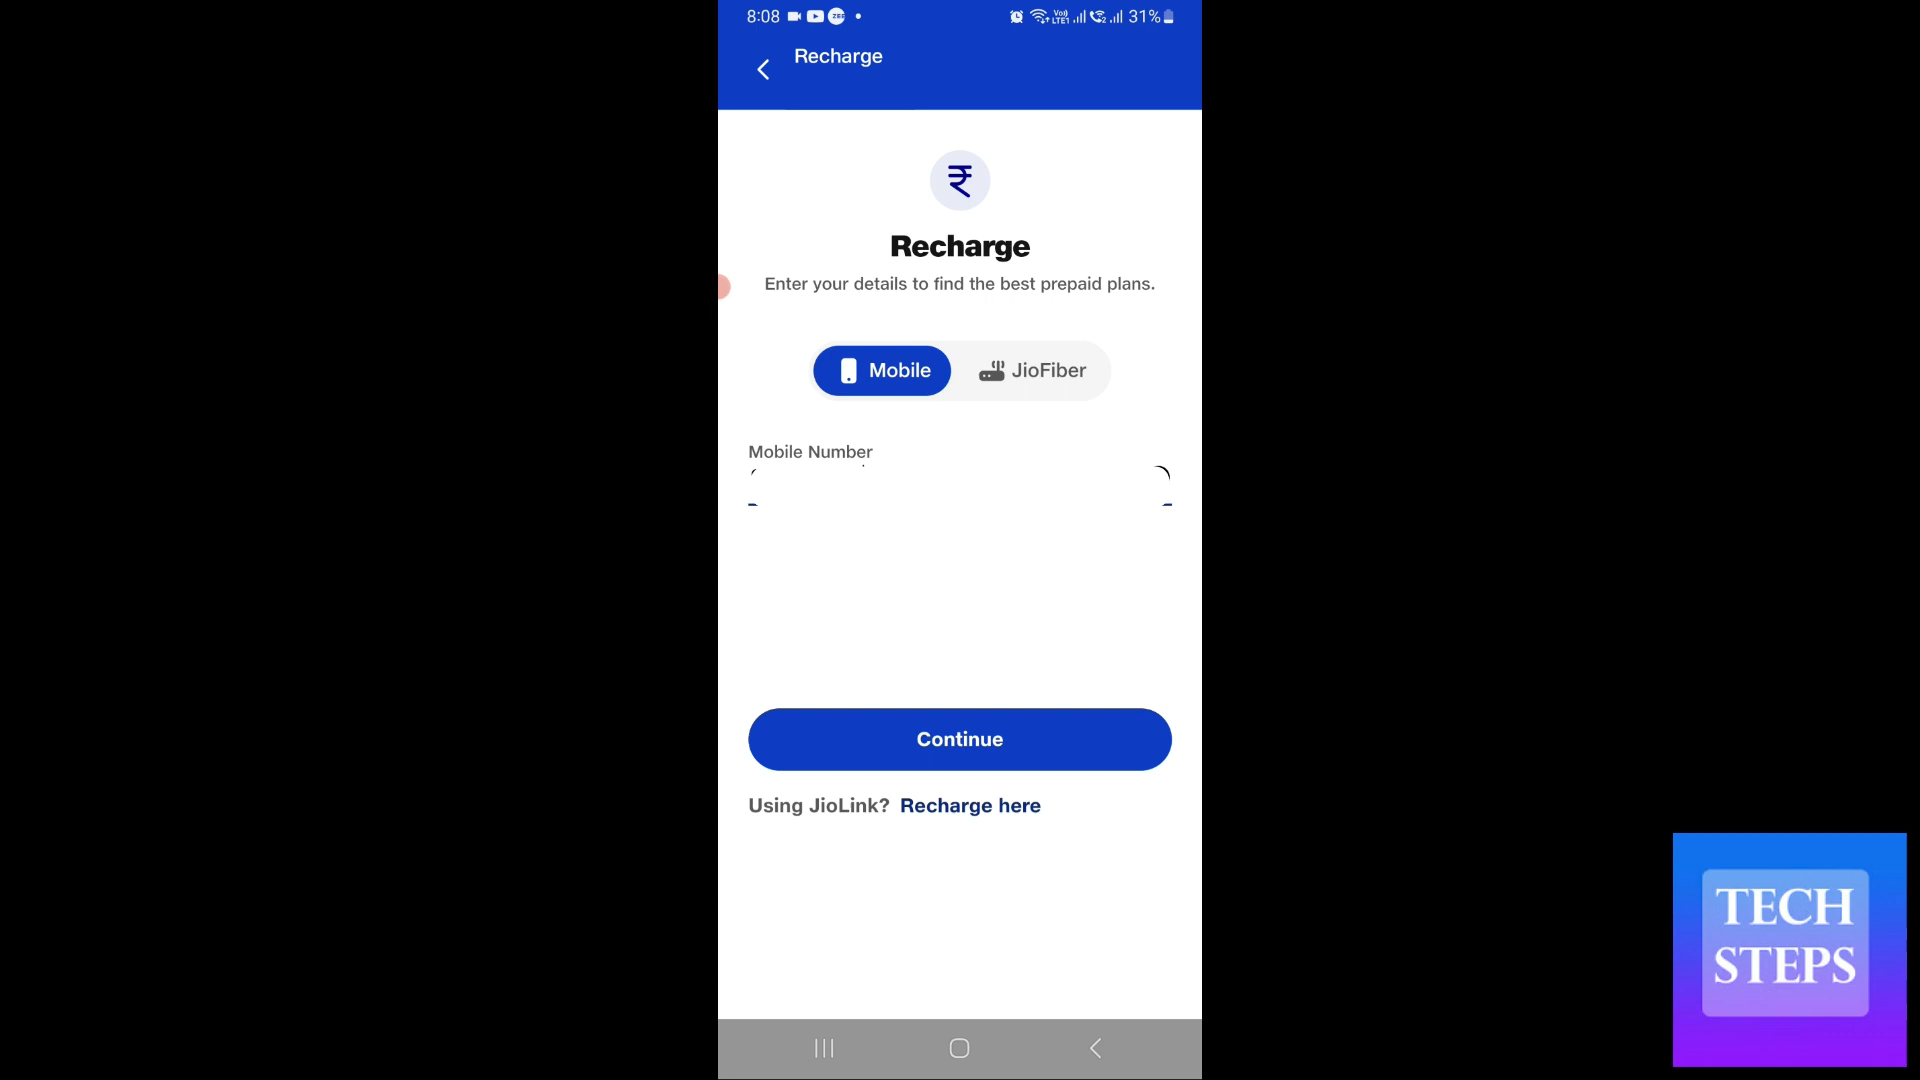 8:08 31%
Recharge
₹
Recharge
Enter your details to find the best prepaid plans.
Mobile JioFiber
Mobile Number
Continue
Using JioLink? Recharge here
TECH
STEPS